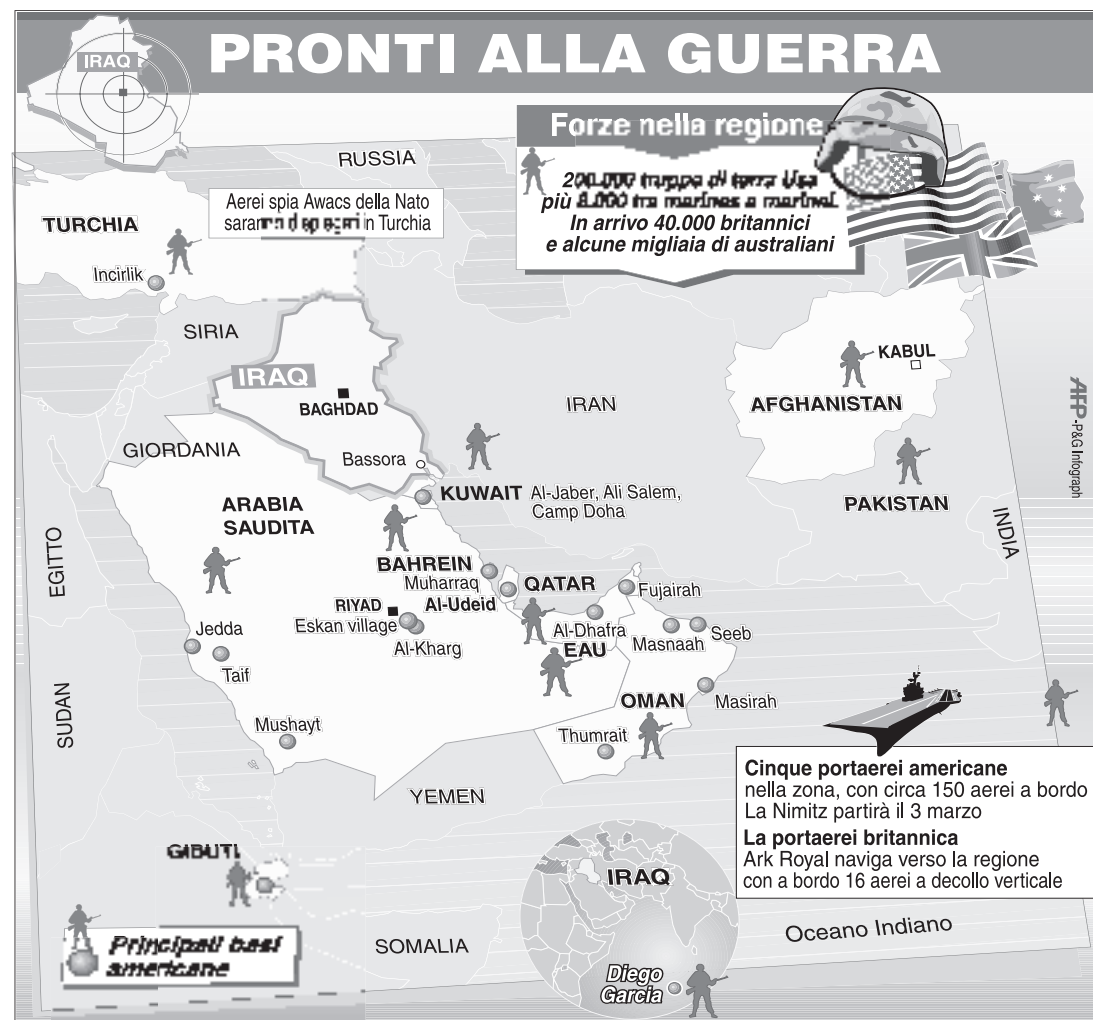 PRONTI ALLA GUERRA
IRAQ
Forze nella regione
200.000 truppe di terra Usa
più 8.000 tra marines e marinai.
In arrivo 40.000 britannici
e alcune migliaia di australiani
RUSSIA
Aerei spia Awacs della Nato
saranno in Turchia
TURCHIA
Incirlik
SIRIA
IRAQ
BAGHDAD
Bassora
GIORDANIA
IRAN
KABUL
AFGHANISTAN
PAKISTAN
INDIA
AFP-P&G Infograph
KUWAIT
Al-Jaber, Ali Salem,
Camp Doha
ARABIA
SAUDITA
EGITTO
BAHREIN
Muharraq
QATAR
Al-Udeid
RIYAD
Eskan village
Al-Kharg
Fujairah
Al-Dhafra
EAU
Masnaah
Seeb
Jedda
Taif
SUDAN
Mushayt
OMAN
Masirah
Thumrait
YEMEN
Cinque portaerei americane
nella zona, con circa 150 aerei a bordo
La Nimitz partirà il 3 marzo
La portaerei britannica
Ark Royal naviga verso la regione
con a bordo 16 aerei a decollo verticale
GIBUTI
Principali basi
americane
SOMALIA
IRAQ
Diego
Garcia
Oceano Indiano